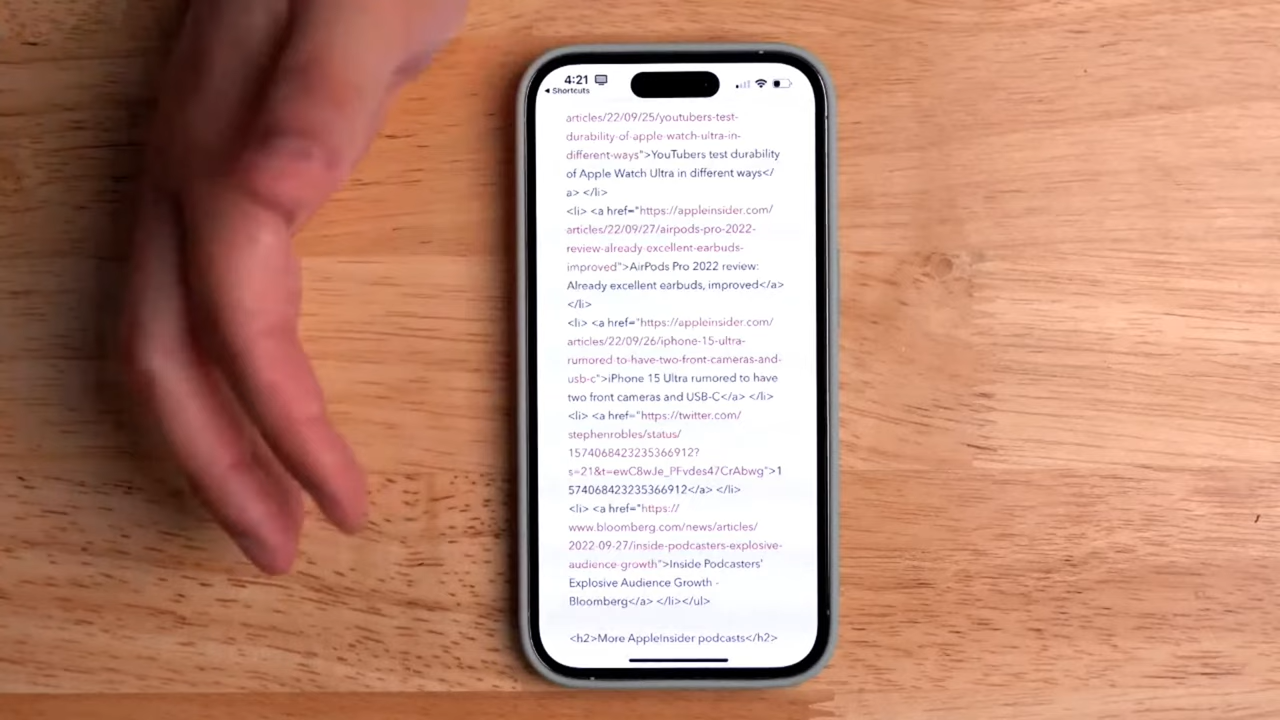 4:21
◀ Shortcuts
articles/22/09/25/youtubers-test-
durability-of-apple-watch-ultra-in-
different-ways">YouTubers test durability
of Apple Watch Ultra in different ways</
a> </li>
<li> <a href="https://appleinsider.com/
articles/22/09/27/airpods-pro-2022-
review-already-excellent-earbuds-
improved">AirPods Pro 2022 review:
Already excellent earbuds, improved</a>
</li>
<li> <a href="https://appleinsider.com/
articles/22/09/26/iphone-15-ultra-
rumored-to-have-two-front-cameras-and-
usb-c">iPhone 15 Ultra rumored to have
two front cameras and USB-C</a> </li>
<li> <a href="https://twitter.com/
stephenrobles/status/
1574068423235366912?
s=21&t=ewC8wJe_PFvdes47CrAbwg">1
574068423235366912</a> </li>
<li> <a href="https://
www.bloomberg.com/news/articles/
2022-09-27/inside-podcasters-explosive-
audience-growth">Inside Podcasters'
Explosive Audience Growth -
Bloomberg</a> </li></ul>
<h2>More AppleInsider podcasts</h2>